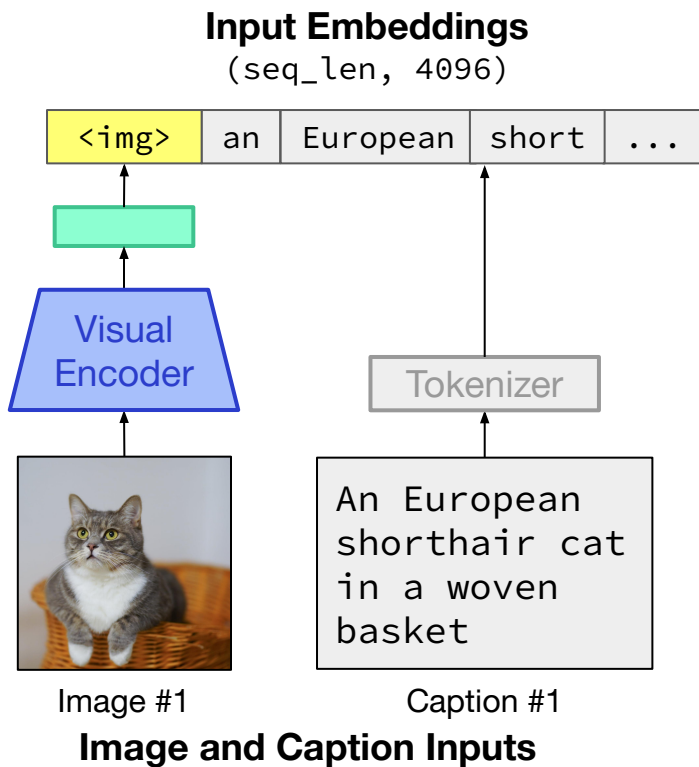 Input Embeddings
(seq_len, 4096)
<img> an European short ...
Visual
Encoder
Tokenizer
An European
shorthair cat
in a woven
basket
Image #1 Caption #1
Image and Caption Inputs